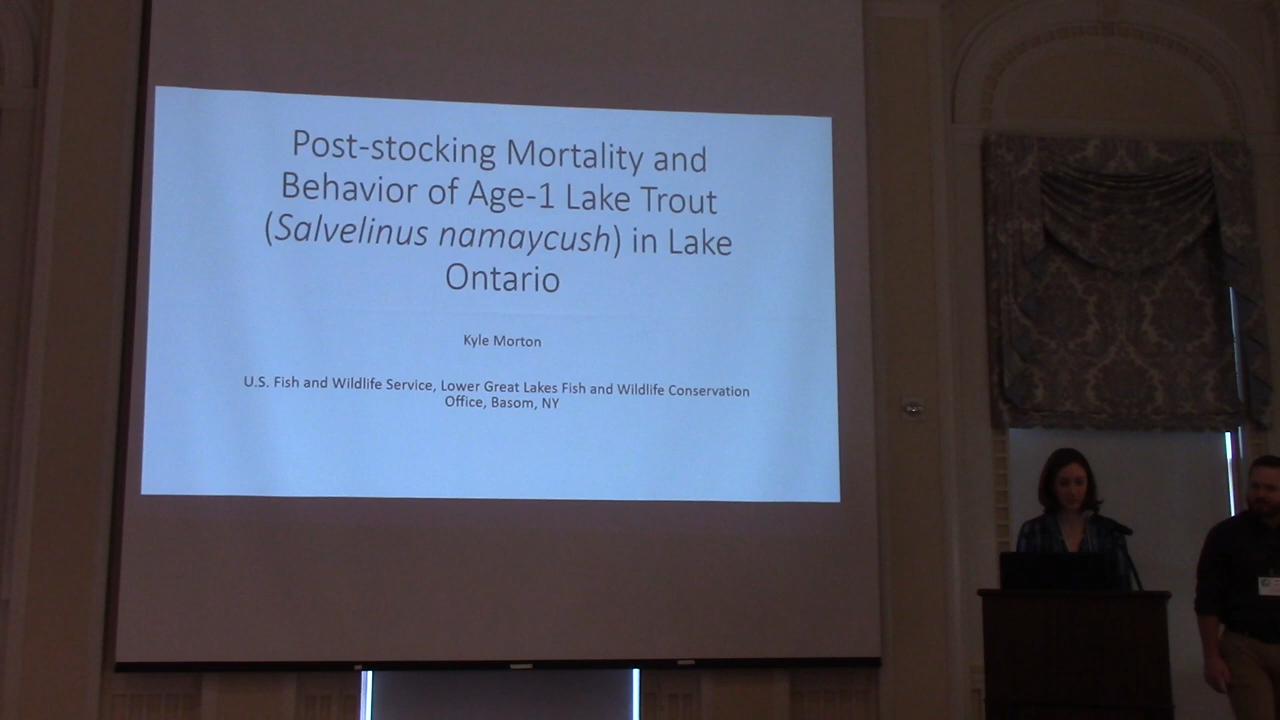 Post-stocking Mortality and
Behavior of Age-1 Lake Trout
(Salvelinus namaycush) in Lake
Ontario
Kyle Morton
U.S. Fish and Wildlife Service, Lower Great Lakes Fish and Wildlife Conservation
Office, Basom, NY